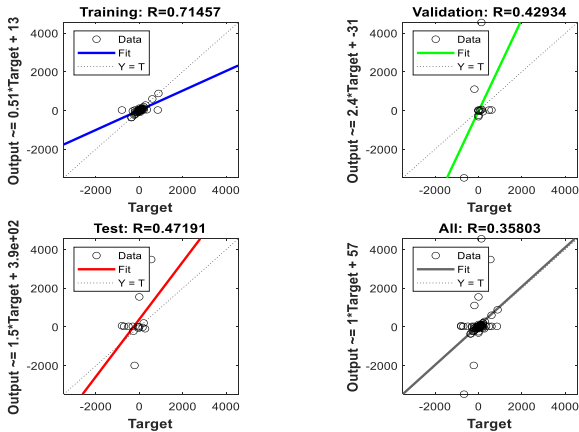 Training: R=0.71457
Output ~= 0.51*Target + 13
4000
2000
0
-2000
Data
Fit
Y = T
-2000 0 2000 4000
Target
Validation: R=0.42934
Output ~= 2.4*Target + -31
4000
2000
0
-2000
Data
Fit
Y = T
-2000 0 2000 4000
Target
Test: R=0.47191
Output ~= 1.5*Target + 3.9e+02
4000
2000
0
-2000
Data
Fit
Y = T
-2000 0 2000 4000
Target
All: R=0.35803
Output ~= 1*Target + 57
4000
2000
0
-2000
Data
Fit
Y = T
-2000 0 2000 4000
Target